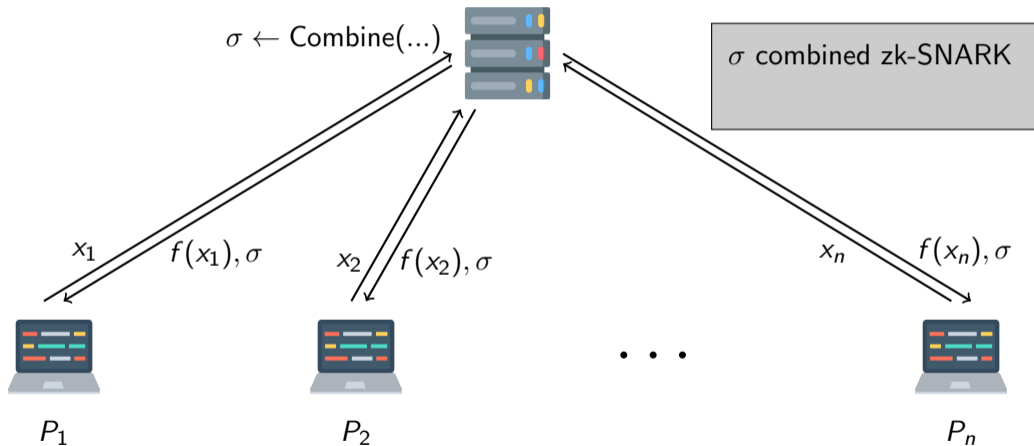 σ ← Combine(...)
σ combined zk-SNARK
x₁
f(x₁), σ
x₂
f(x₂), σ
xₙ
f(xₙ), σ
. . .
P₁
P₂
Pₙ